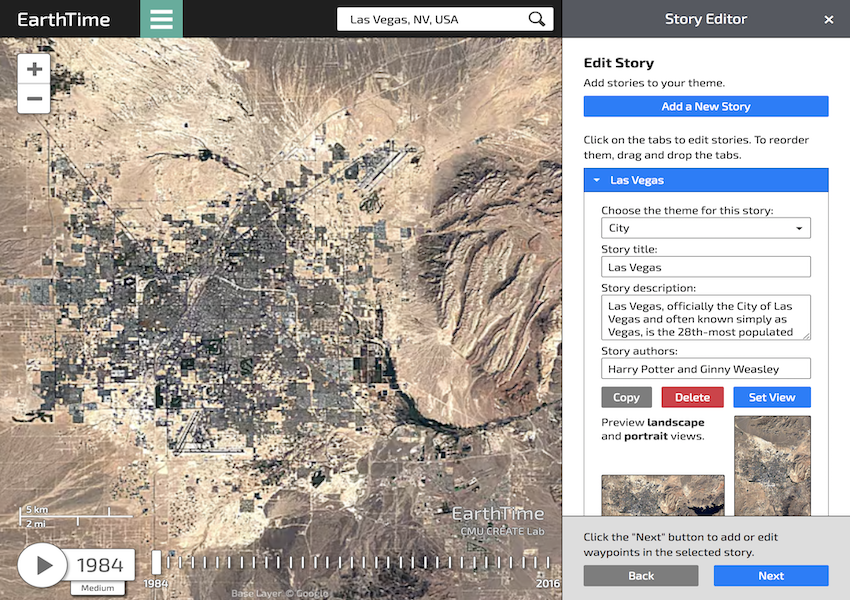 EarthTime
Las Vegas, NV, USA
Story Editor
×
+
−
Edit Story
Add stories to your theme.
Add a New Story
Click on the tabs to edit stories. To reorder
them, drag and drop the tabs.
Las Vegas
Choose the theme for this story:
City
Story title:
Las Vegas
Story description:
Las Vegas, officially the City of Las
Vegas and often known simply as
Vegas, is the 28th-most populated
Story authors:
Harry Potter and Ginny Weasley
Copy
Delete
Set View
Preview landscape
and portrait views.
5 km
2 mi
EarthTime
CMU CREATE Lab
1984
Medium
1984
2016
Base Layer © Google
Click the "Next" button to add or edit
waypoints in the selected story.
Back
Next